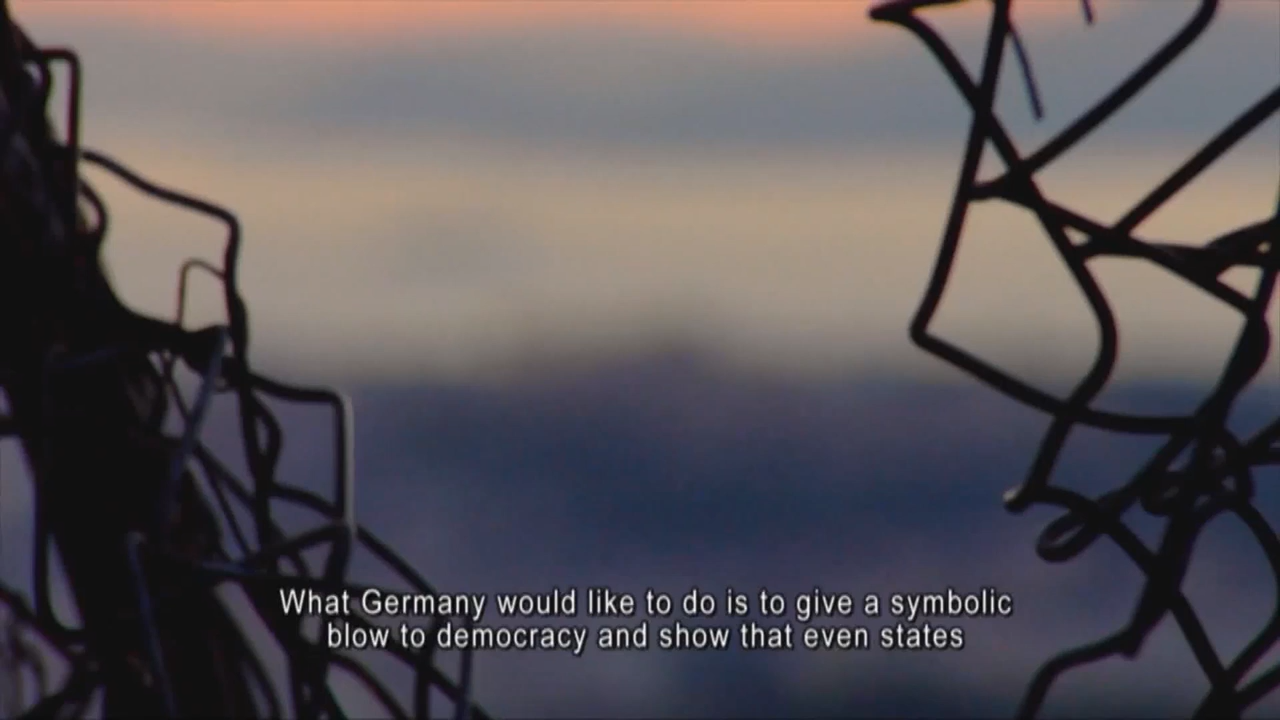 What Germany would like to do is to give a symbolic
blow to democracy and show that even states